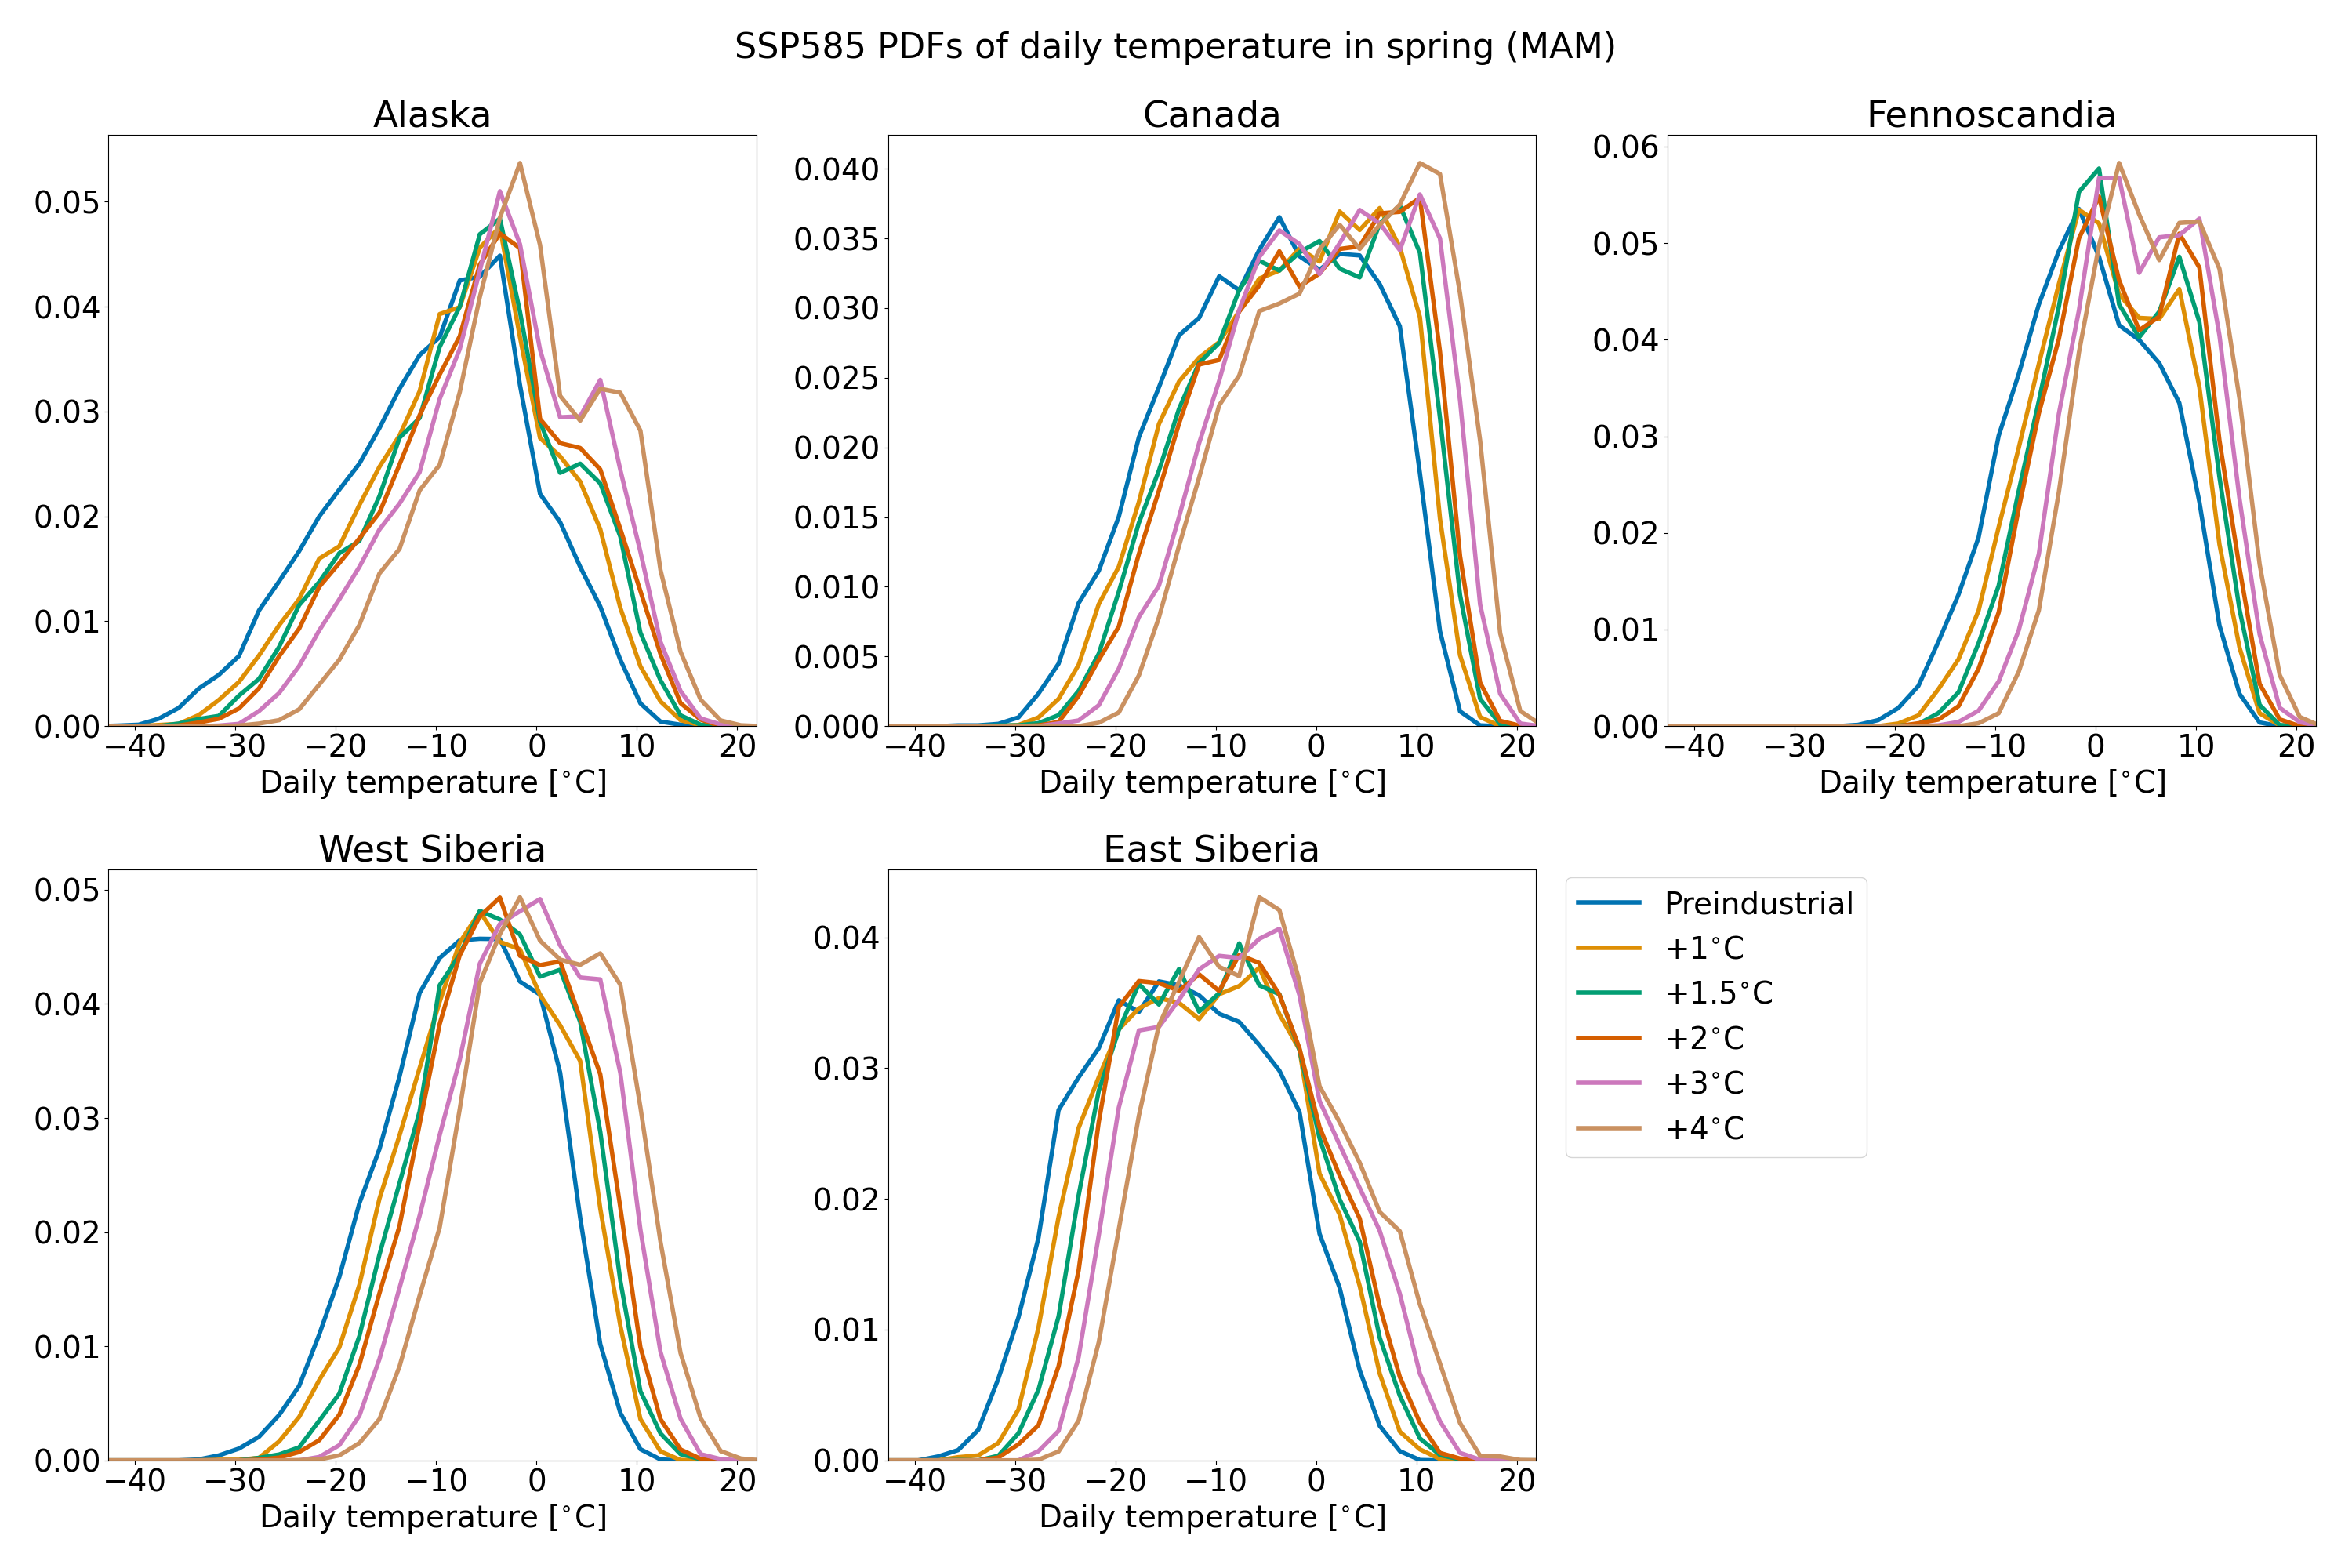 SSP585 PDFs of daily temperature in spring (MAM)
Alaska
0.05
0.04
0.03
0.02
0.01
0.00
−40 −30 −20 −10 0 10 20
Daily temperature [°C]
Canada
0.040
0.035
0.030
0.025
0.020
0.015
0.010
0.005
0.000
−40 −30 −20 −10 0 10 20
Daily temperature [°C]
Fennoscandia
0.06
0.05
0.04
0.03
0.02
0.01
0.00
−40 −30 −20 −10 0 10 20
Daily temperature [°C]
West Siberia
0.05
0.04
0.03
0.02
0.01
0.00
−40 −30 −20 −10 0 10 20
Daily temperature [°C]
East Siberia
0.04
0.03
0.02
0.01
0.00
−40 −30 −20 −10 0 10 20
Daily temperature [°C]
Preindustrial
+1°C
+1.5°C
+2°C
+3°C
+4°C